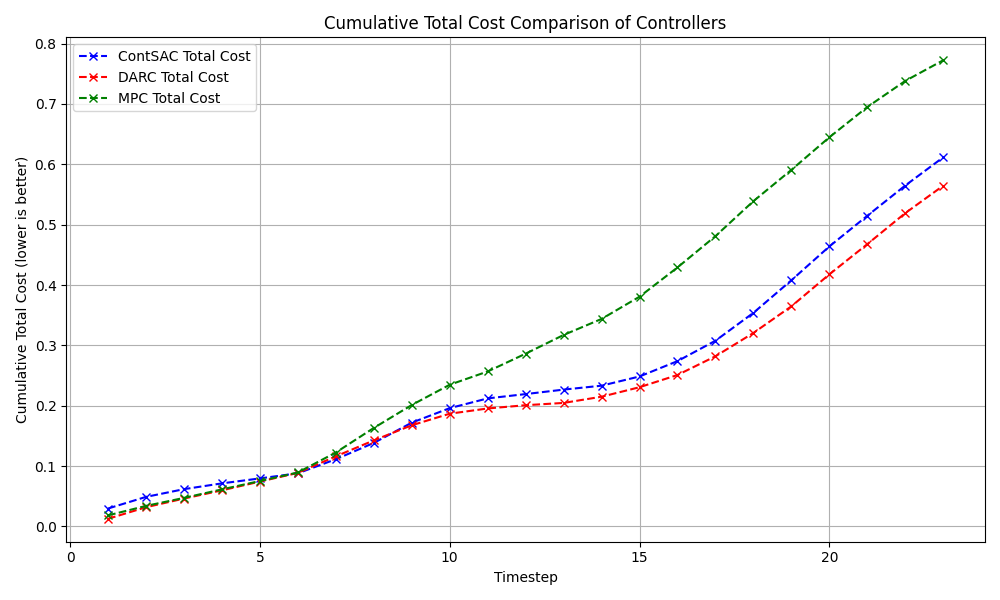 Cumulative Total Cost Comparison of Controllers
ContSAC Total Cost
DARC Total Cost
MPC Total Cost
Cumulative Total Cost (lower is better)
0.8
0.7
0.6
0.5
0.4
0.3
0.2
0.1
0.0
0 5 10 15 20
Timestep